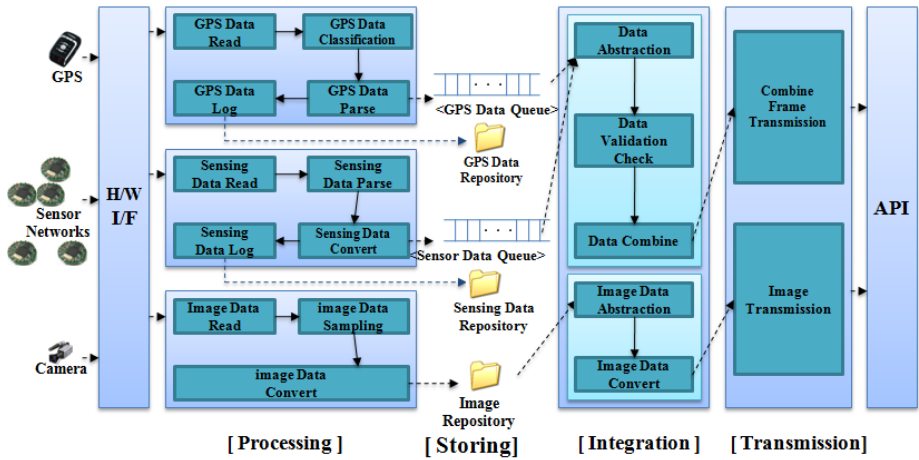 GPS
Sensor
Networks
Camera
H/W
I/F
GPS Data
Read
GPS Data
Classification
GPS Data
Log
GPS Data
Parse
Sensing
Data Read
Sensing
Data Parse
Sensing
Data Log
Sensing Data
Convert
Image Data
Read
image Data
Sampling
image Data
Convert
<GPS Data Queue>
GPS Data
Repository
<Sensor Data Queue>
Sensing Data
Repository
Image
Repository
Data
Abstraction
Data
Validation
Check
Data Combine
Image Data
Abstraction
Image Data
Convert
Combine
Frame
Transmission
Image
Transmission
API
[ Processing ]
[ Storing]
[ Integration ]
[ Transmission]